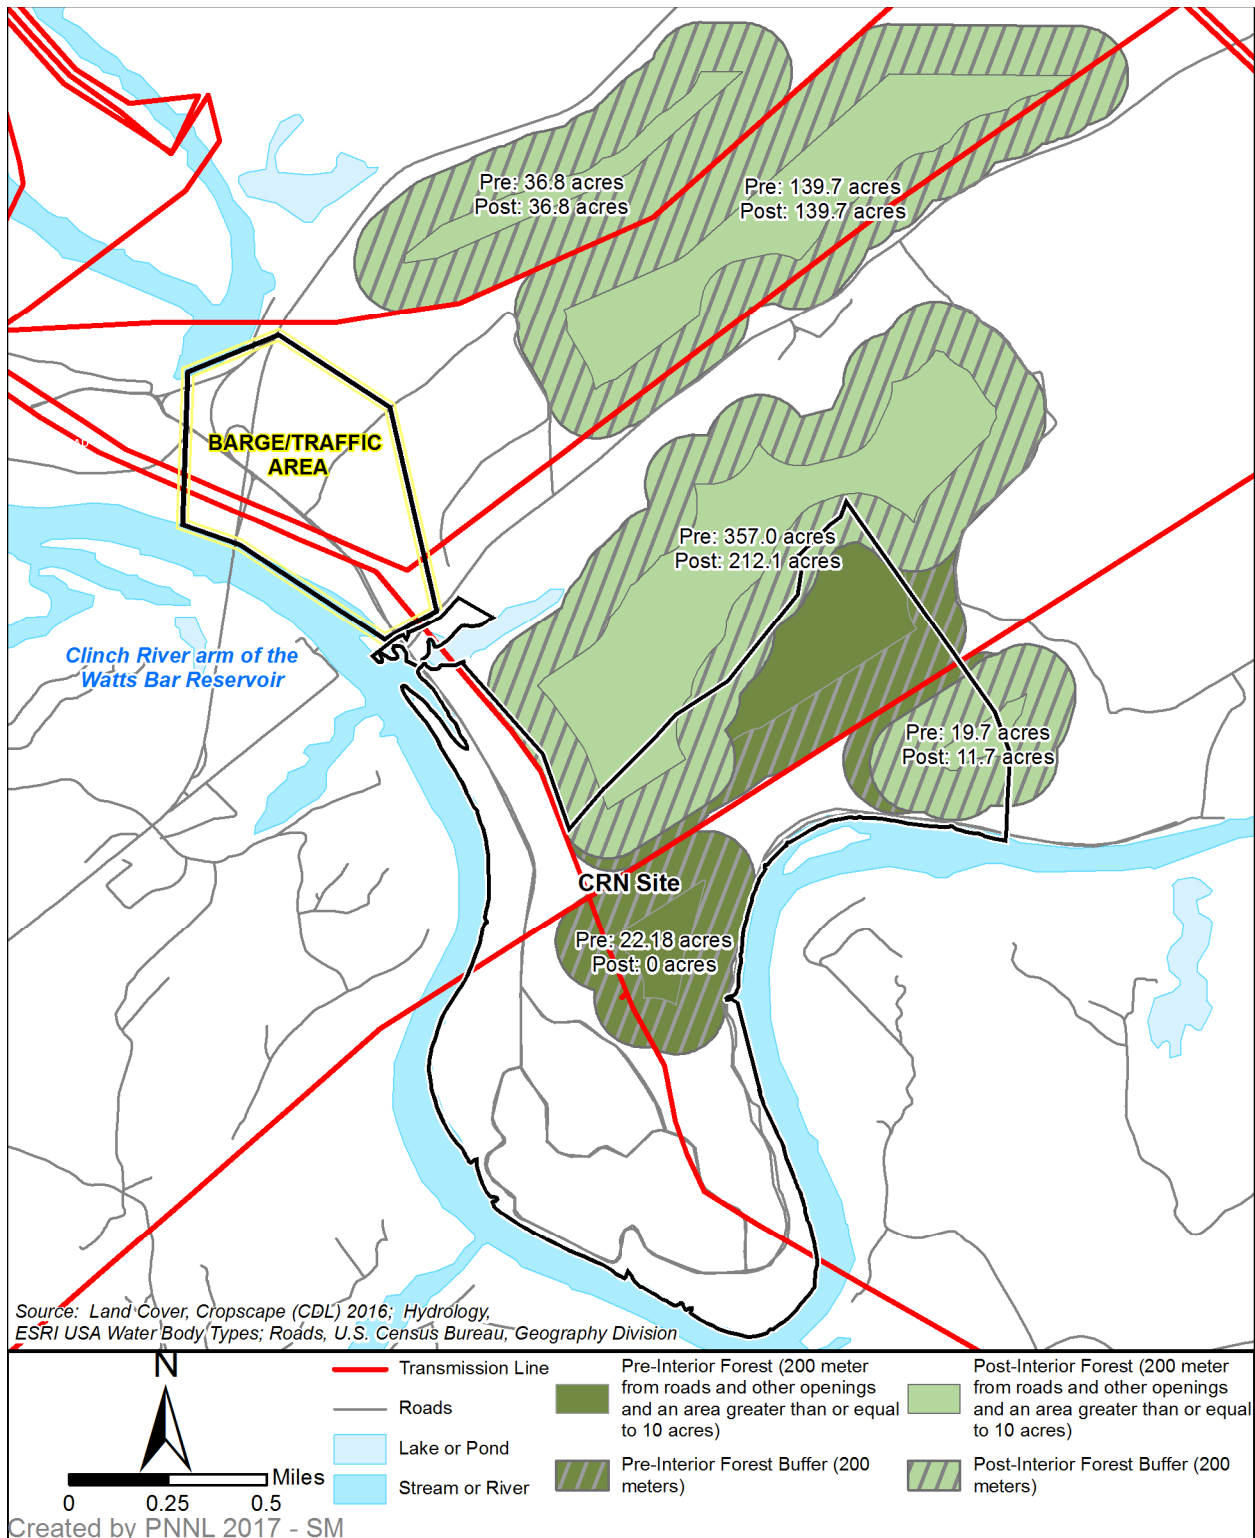 Pre: 36.8 acres
Post: 36.8 acres
Pre: 139.7 acres
Post: 139.7 acres
BARGE/TRAFFIC
AREA
Pre: 357.0 acres
Post: 212.1 acres
Clinch River arm of the
Watts Bar Reservoir
Pre: 19.7 acres
Post: 11.7 acres
CRN Site
Pre: 22.18 acres
Post: 0 acres
Source: Land Cover, Cropscape (CDL) 2016; Hydrology,
ESRI USA Water Body Types; Roads, U.S. Census Bureau, Geography Division
N
Miles
0 0.25 0.5
Transmission Line
Roads
Lake or Pond
Stream or River
Pre-Interior Forest (200 meter
from roads and other openings
and an area greater than or equal
to 10 acres)
Pre-Interior Forest Buffer (200
meters)
Post-Interior Forest (200 meter
from roads and other openings
and an area greater than or equal
to 10 acres)
Post-Interior Forest Buffer (200
meters)
Created by PNNL 2017 - SM